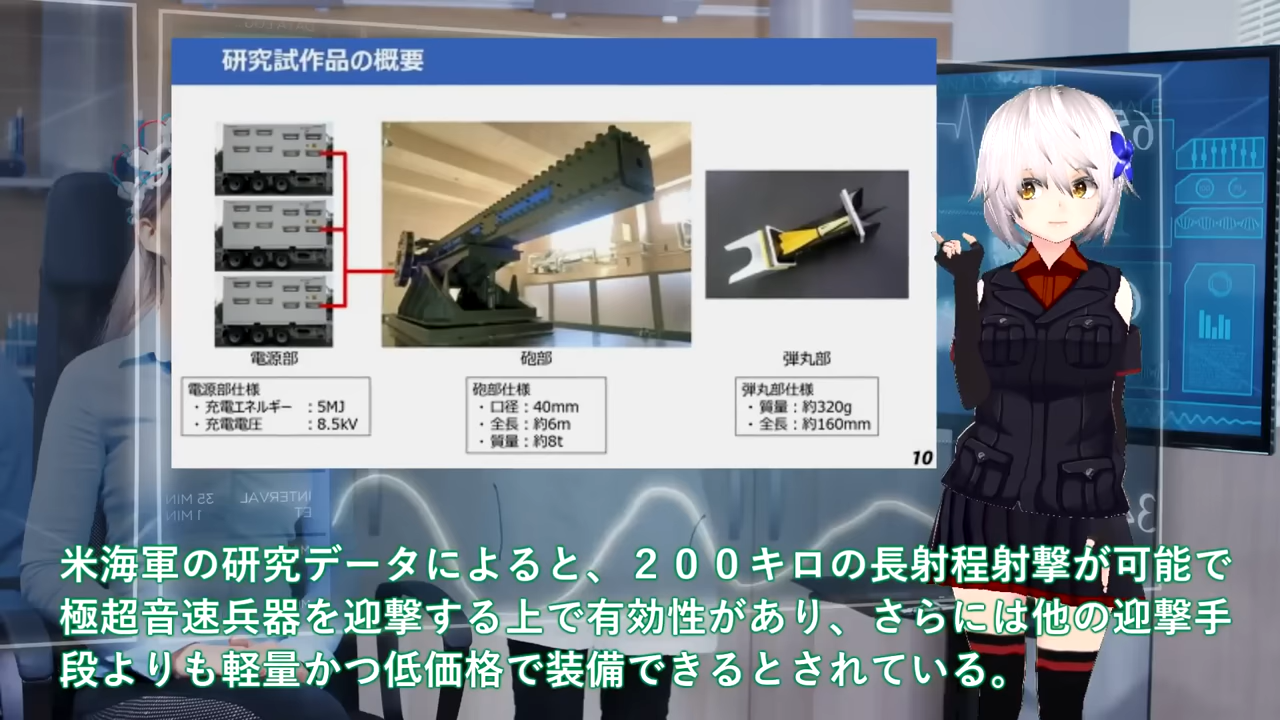 研究試作品の概要
電源部
砲部
弾丸部
電源部仕様
・充電エネルギー ：5MJ
・充電電圧 ：8.5kV
砲部仕様
・口径：40mm
・全長：約6m
・質量：約8t
弾丸部仕様
・質量：約320g
・全長：約160mm
10
35 MIN
INTERVAL
1 MIN
ET
米海軍の研究データによると、２００キロの長射程射撃が可能で
極超音速兵器を迎撃する上で有効性があり、さらには他の迎撃手
段よりも軽量かつ低価格で装備できるとされている。